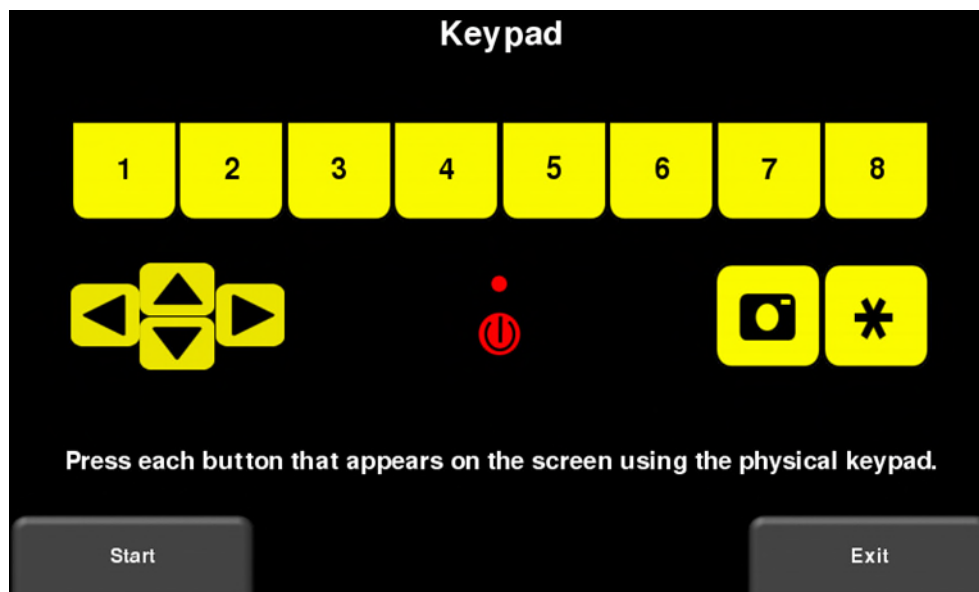 Keypad
1 2 3 4 5 6 7 8
*
Press each button that appears on the screen using the physical keypad.
Start Exit